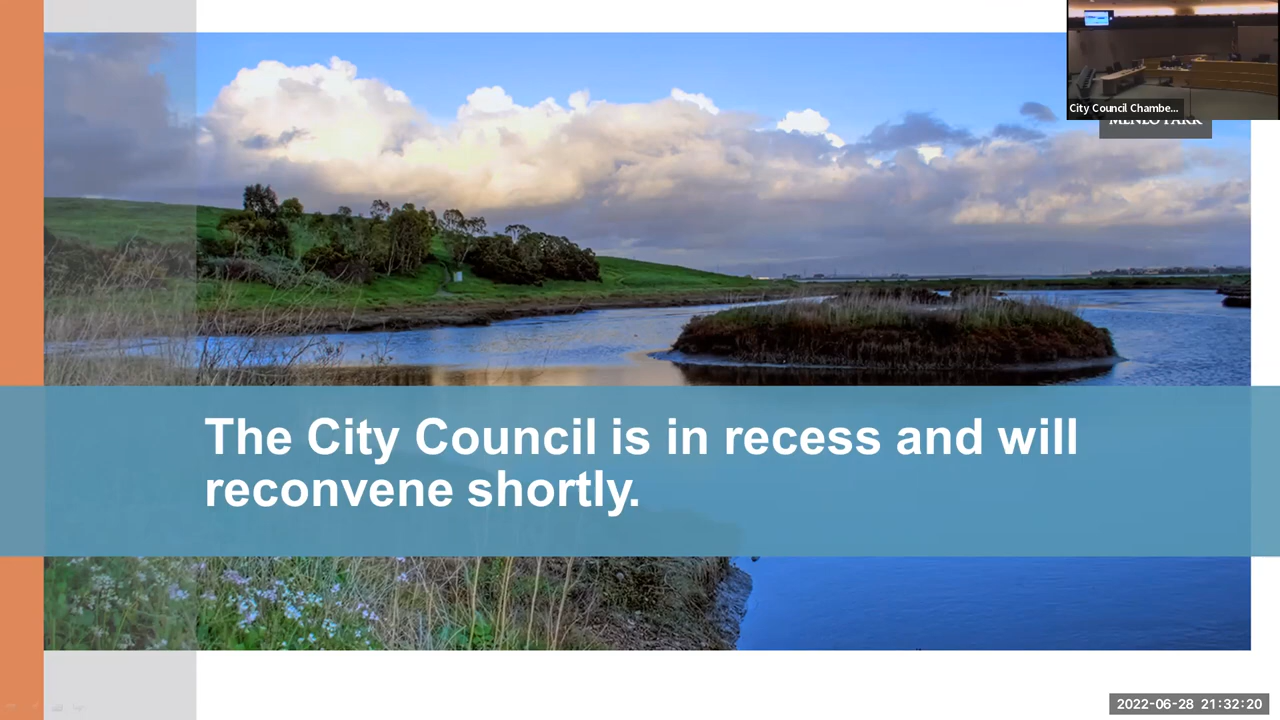 City Council Chambe...
MENLO PARK
The City Council is in recess and will
reconvene shortly.
2022-06-28 21:32:20